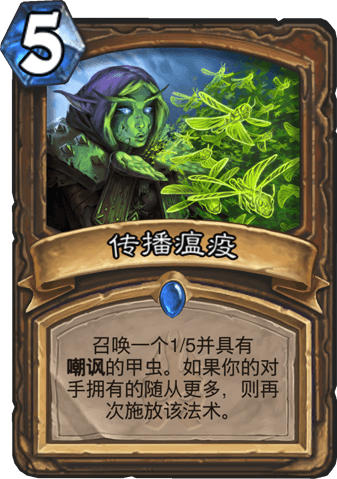 5
传播瘟疫
召唤一个1/5并具有
嘲讽的甲虫。如果你的对
手拥有的随从更多，则再
次施放该法术。